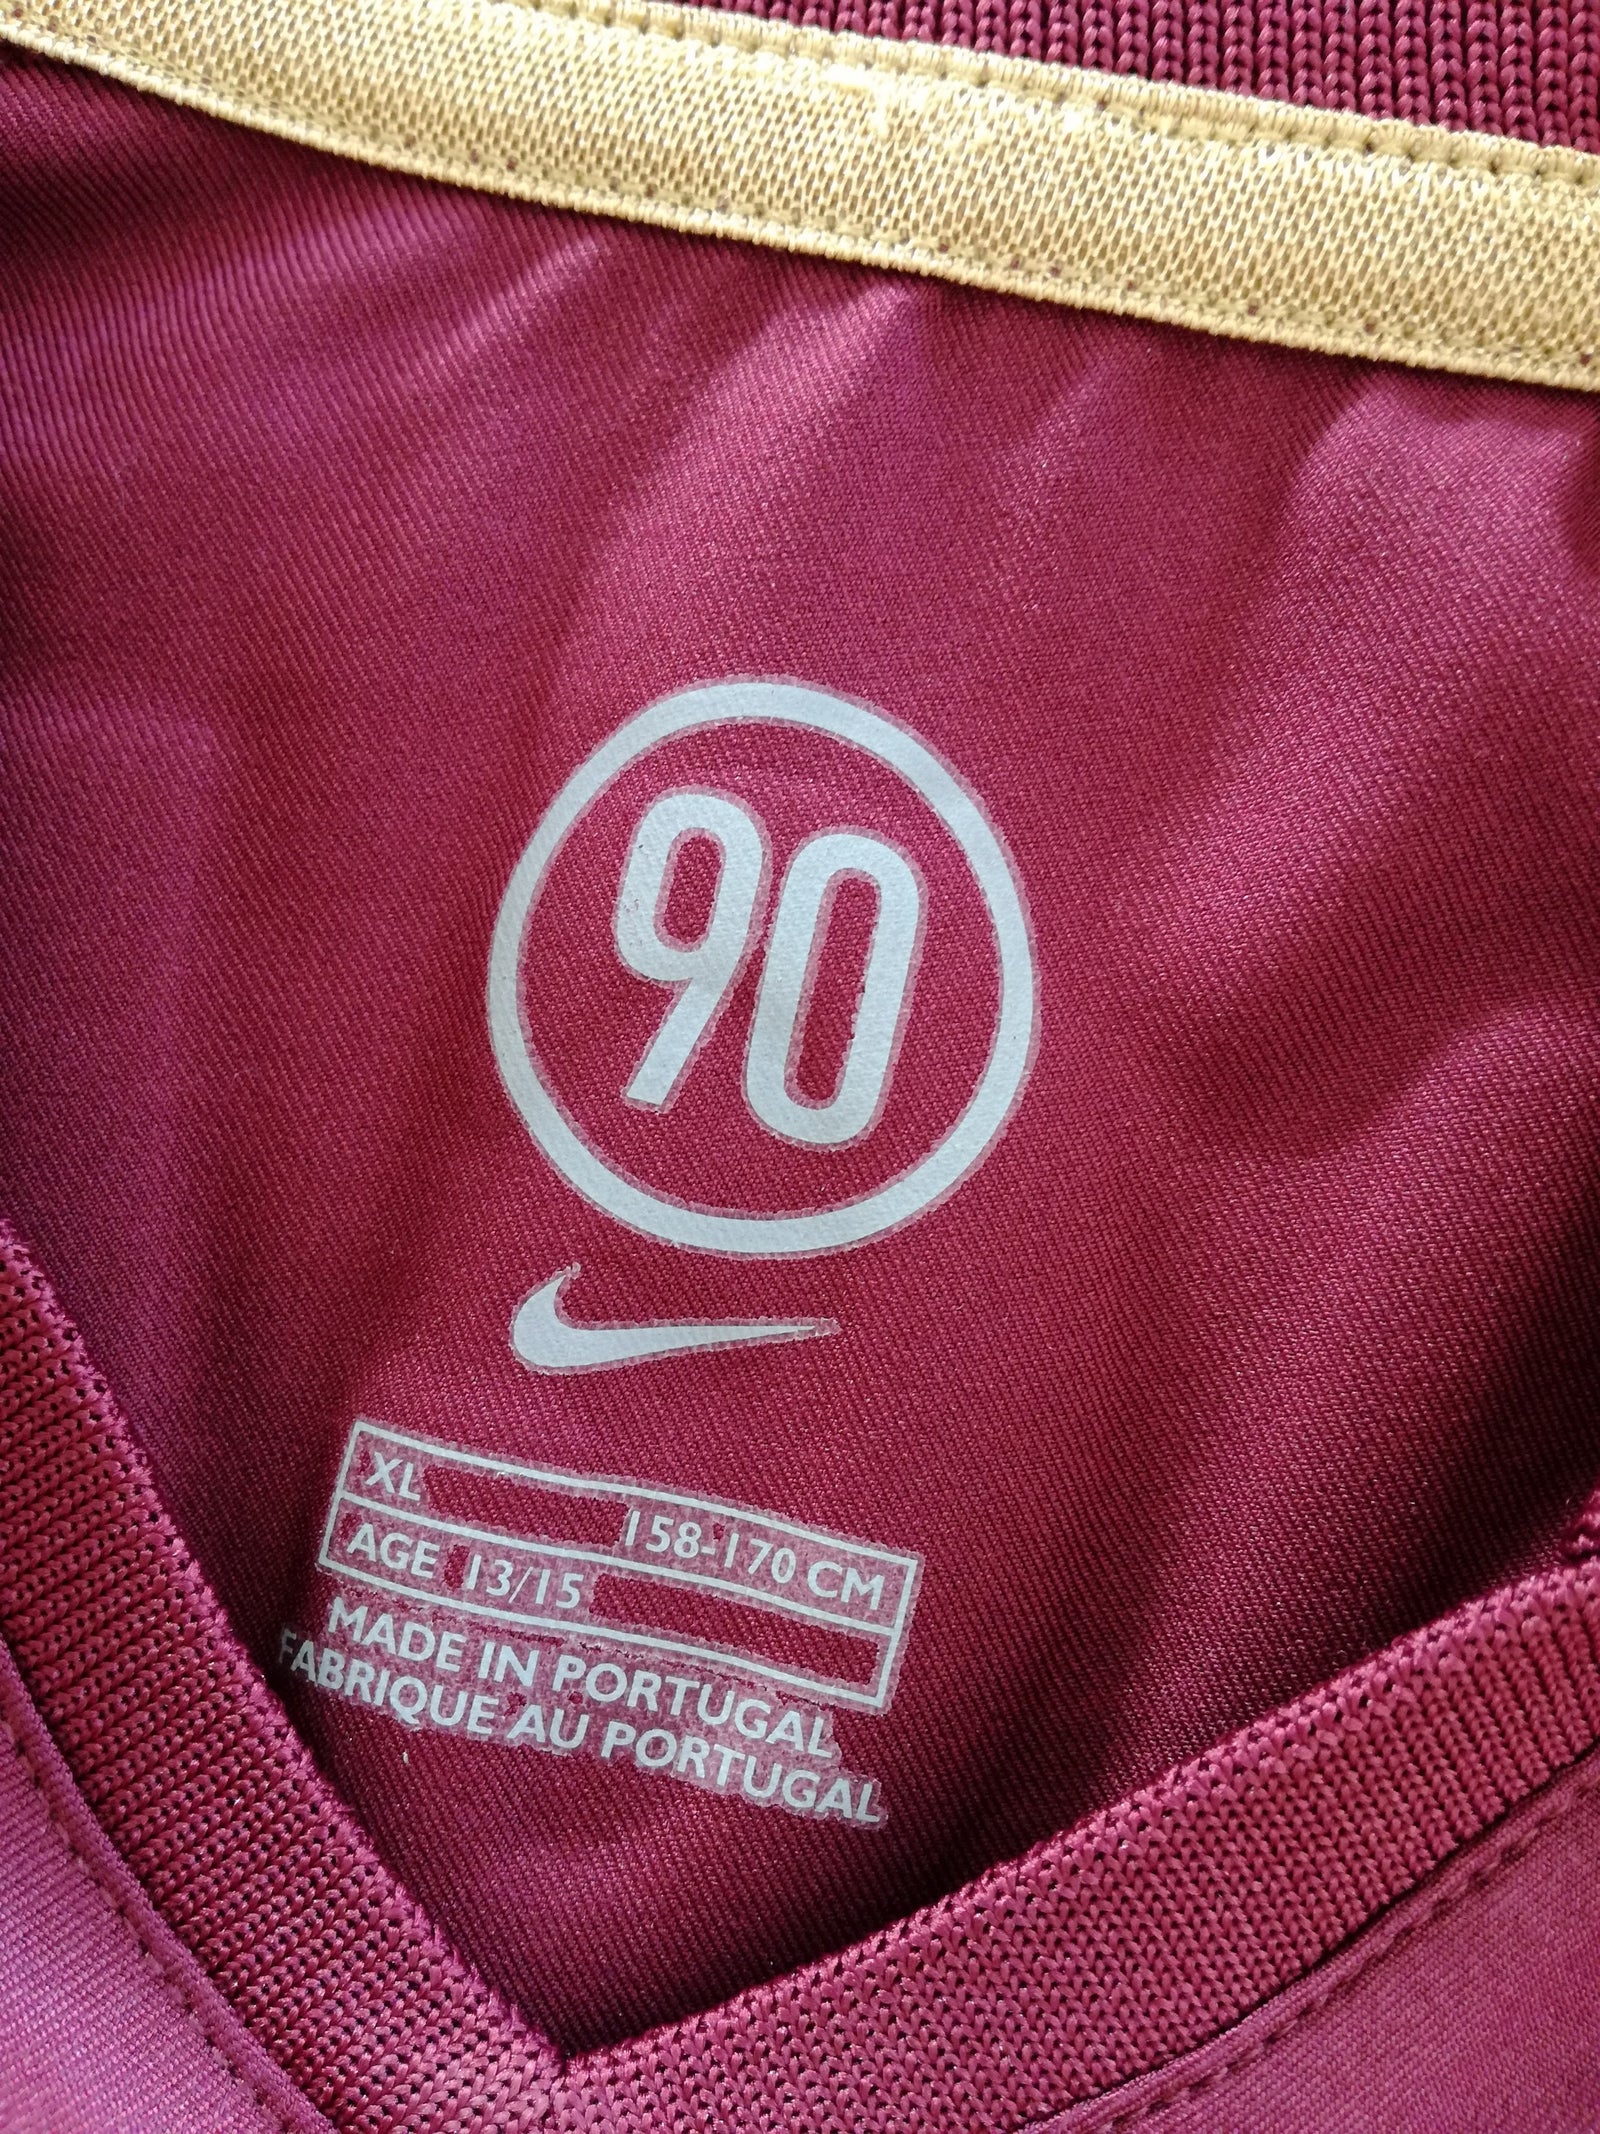 90
XL 158-170 CM
AGE 13/15
MADE IN PORTUGAL
FABRIQUE AU PORTUGAL